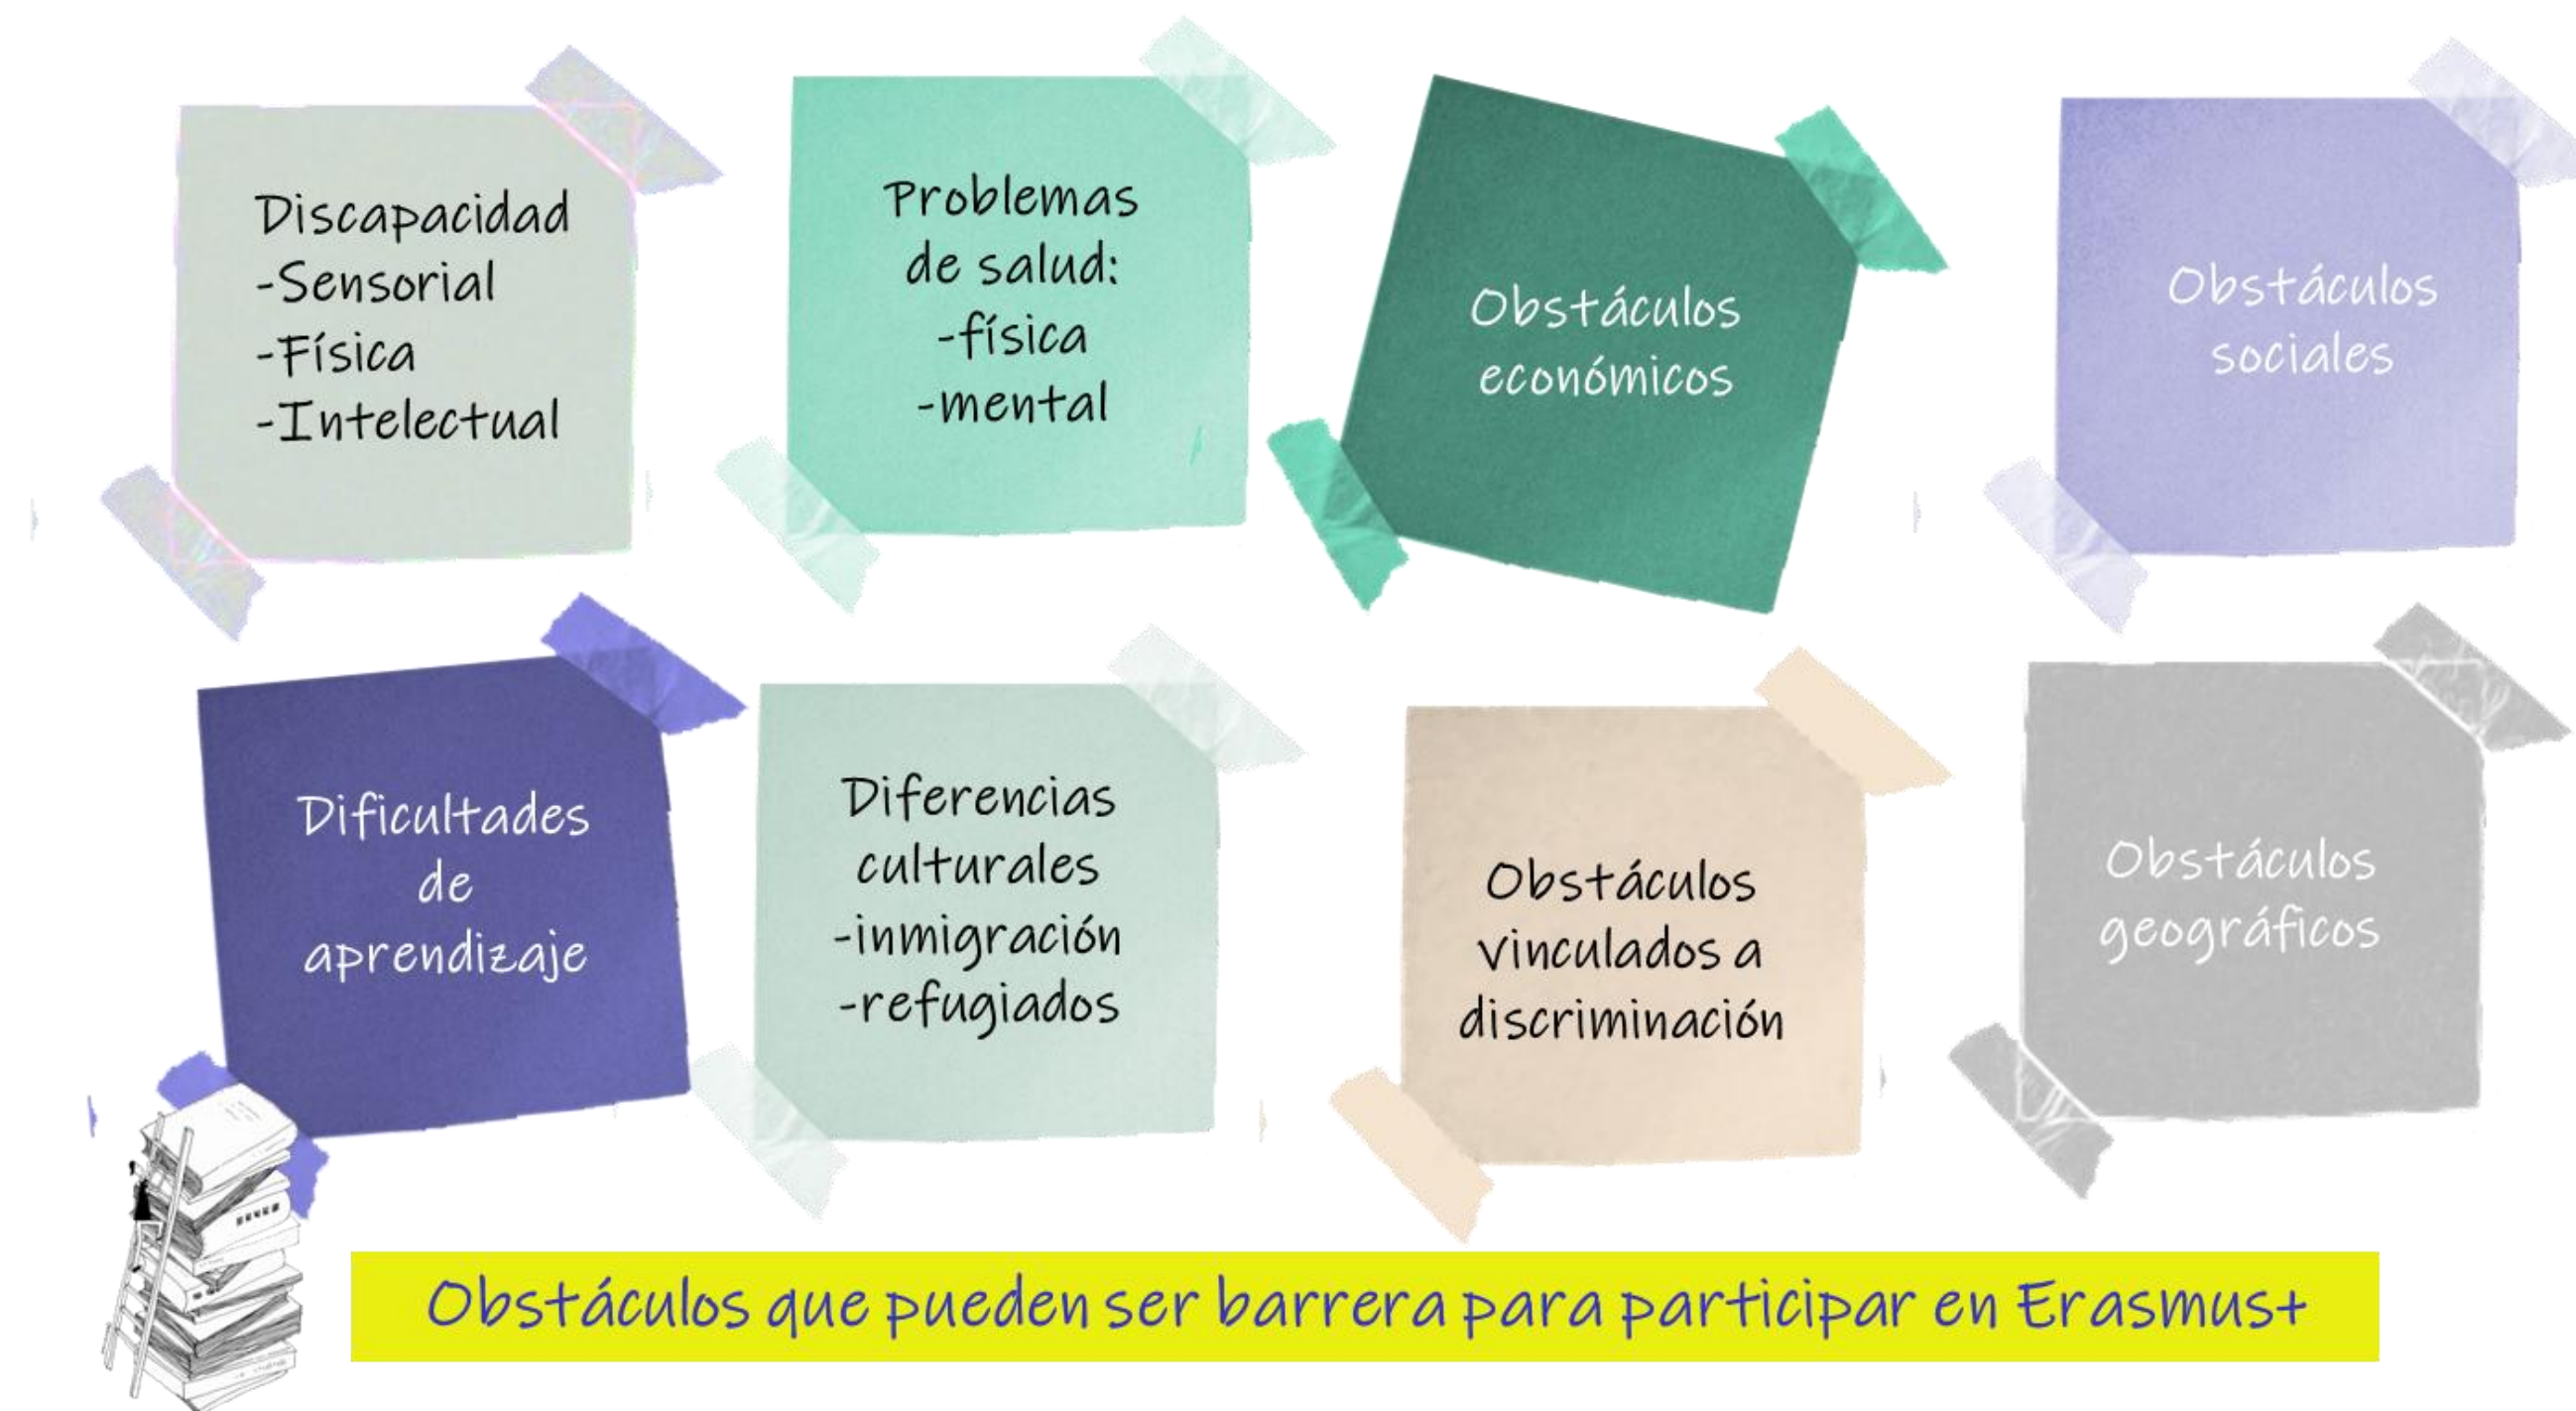 Discapacidad
-Sensorial
-Física
-Intelectual
Problemas
de salud:
-física
-mental
Obstáculos
económicos
Obstáculos
sociales
Dificultades
de
aprendizaje
Diferencias
culturales
-inmigración
-refugiados
Obstáculos
vinculados a
discriminación
Obstáculos
geográficos
Obstáculos que pueden ser barrera para participar en Erasmus+